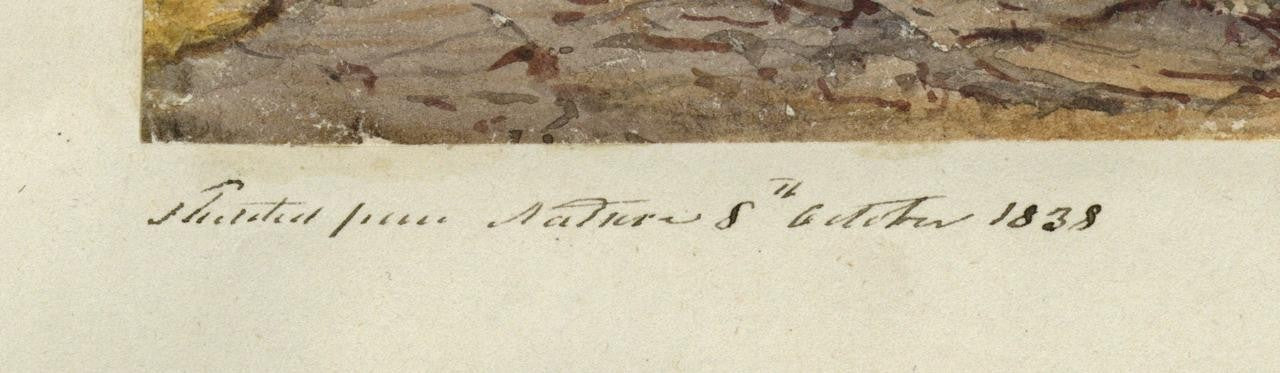 Sketched from Nature 8th October 1838